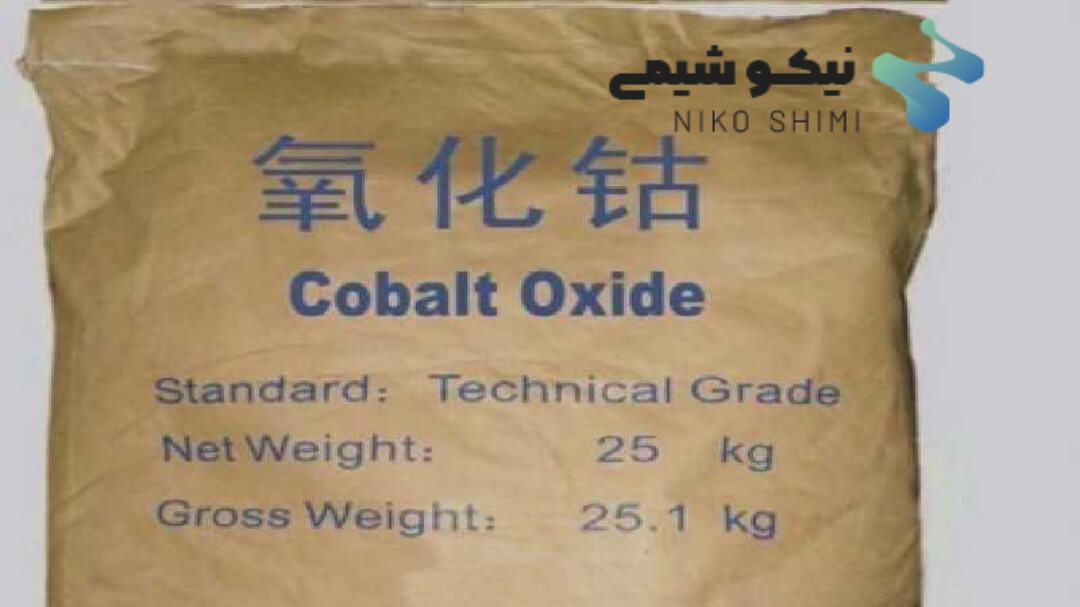 نیکو شیمی
NIKO SHIMI
氧化钴
Cobalt Oxide
Standard: Technical Grade
Net Weight: 25 kg
Gross Weight: 25.1 kg